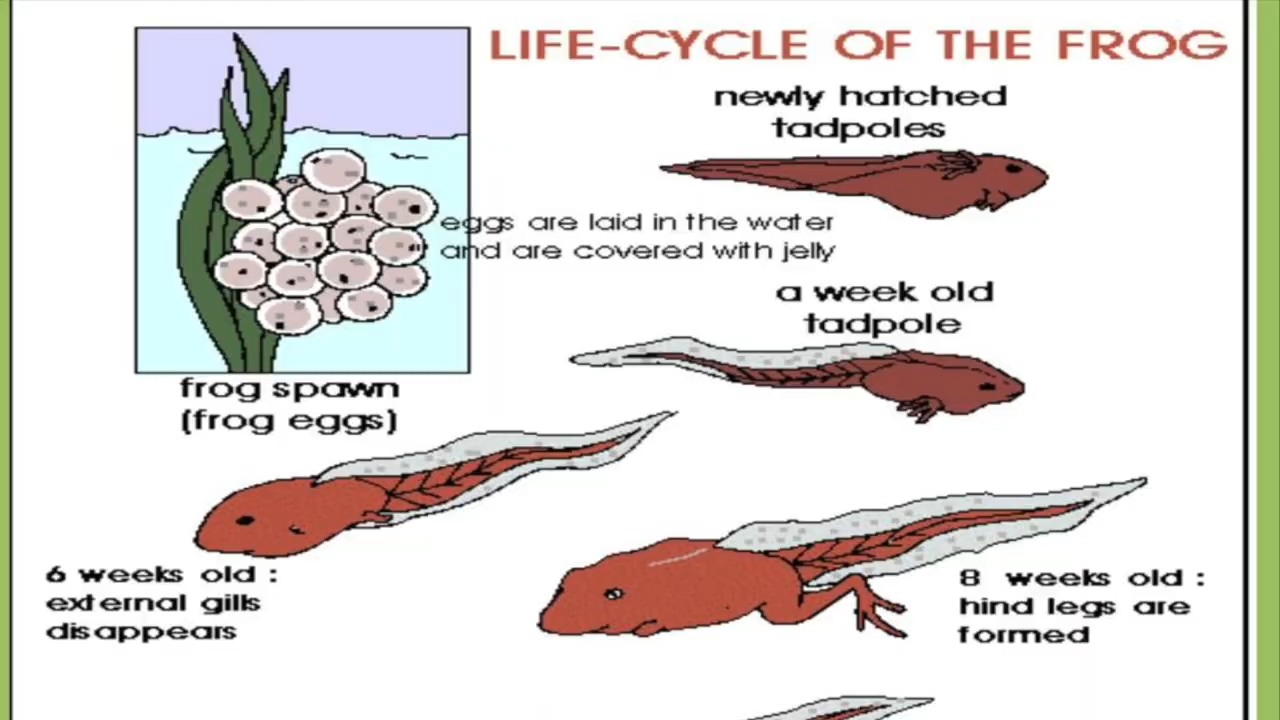 LIFE-CYCLE OF THE FROG
newly hatched
tadpoles
eggs are laid in the water
and are covered with jelly
a week old
tadpole
frog spawn
(frog eggs)
6 weeks old :
external gills
disappears
8 weeks old :
hind legs are
formed